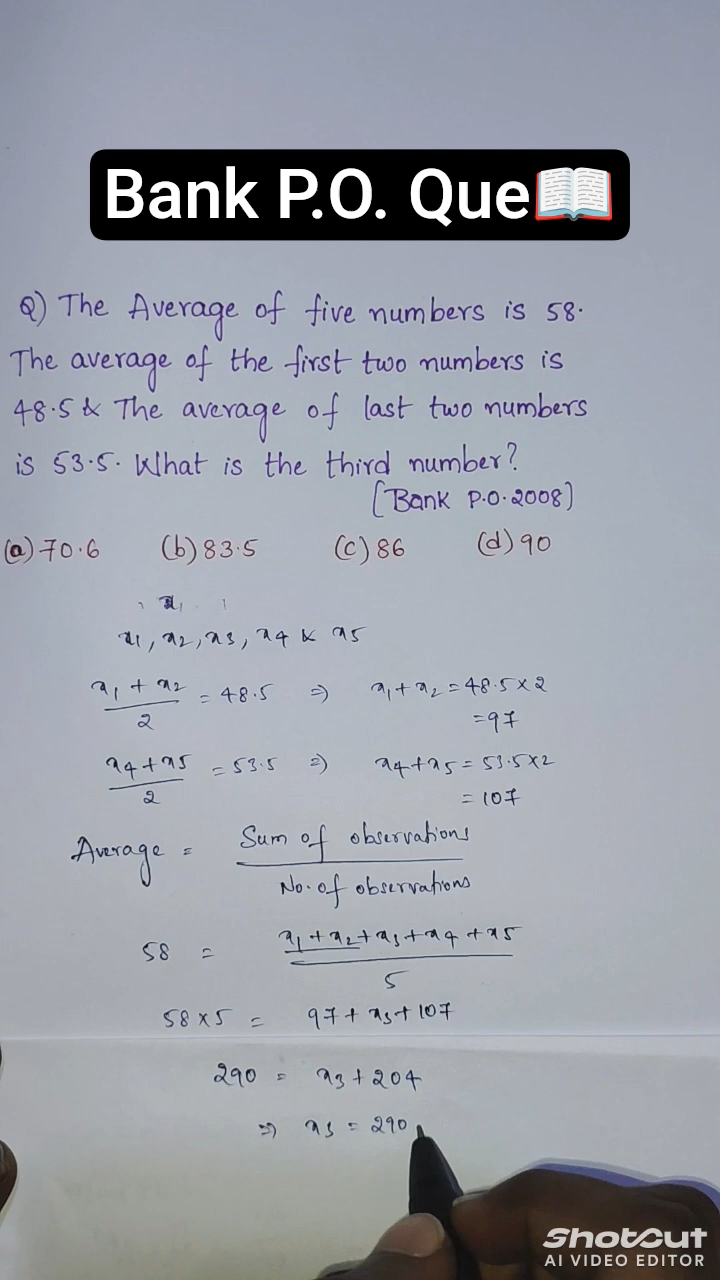 Bank P.O. Que📖
Q) The Average of five numbers is 58.
The average of the first two numbers is
48.5 & The average of last two numbers
is 53.5. What is the third number?
[Bank P.O. 2008]
(a) 70.6 (b) 83.5 (c) 86 (d) 90
x1, x2, x3, x4 & x5
x1 + x2 / 2 = 48.5 ⇒ x1 + x2 = 48.5 × 2
= 97
x4 + x5 / 2 = 53.5 ⇒ x4 + x5 = 53.5 × 2
= 107
Average = Sum of observations / No. of observations
58 = x1 + x2 + x3 + x4 + x5 / 5
58 × 5 = 97 + x3 + 107
290 = x3 + 204
⇒ x3 = 290
ShotCut
AI VIDEO EDITOR